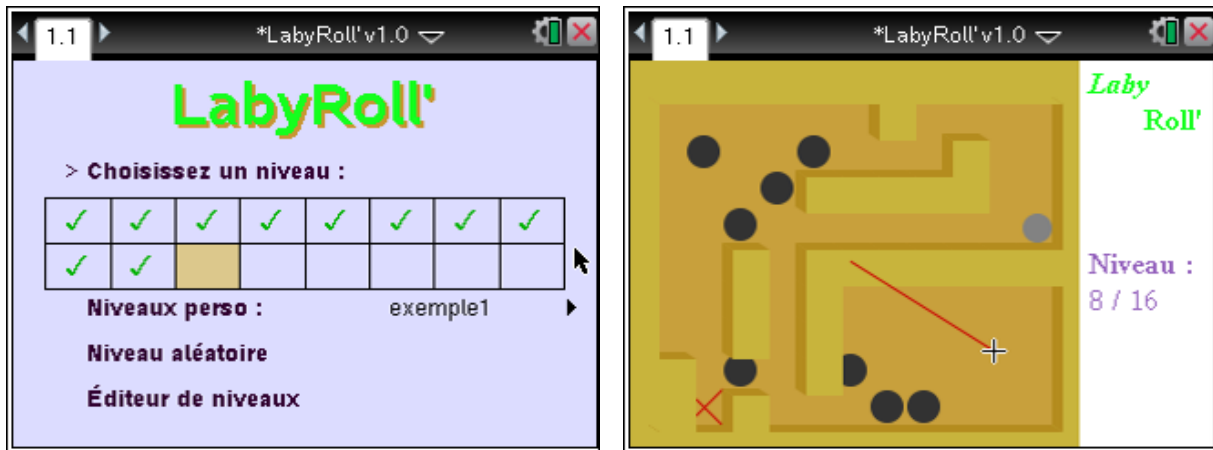 1.1
*LabyRoll'v1.0
LabyRoll'
> Choisissez un niveau :
Niveaux perso :
exemple1
Niveau aléatoire
Éditeur de niveaux
1.1
*LabyRoll'v1.0
Laby
Roll'
Niveau :
8 / 16